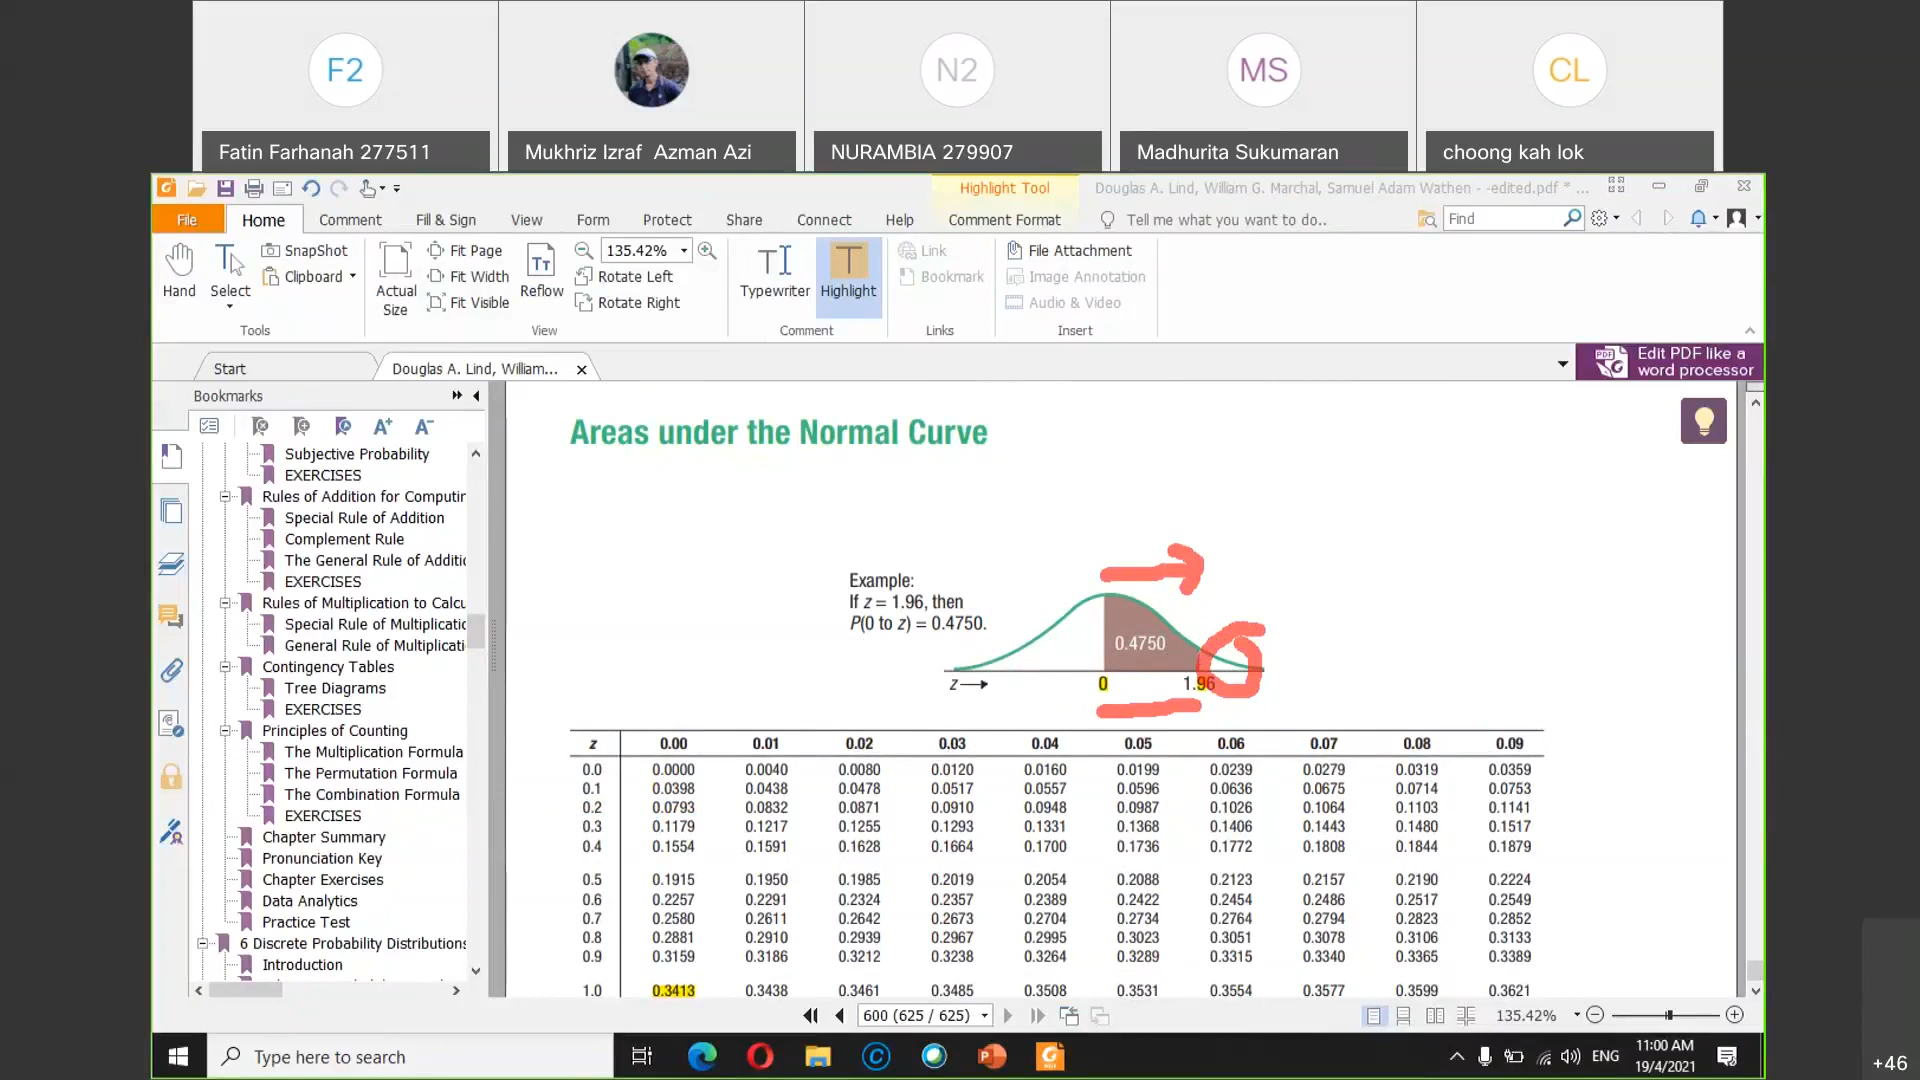 F2
N2
MS
CL
Fatin Farhanah 277511
Mukhriz Izraf Azman Azi
NURAMBIA 279907
Madhurita Sukumaran
choong kah lok
Highlight Tool
Douglas A. Lind, William G. Marchal, Samuel Adam Wathen - -edited.pdf * ...
File
Home
Comment
Fill & Sign
View
Form
Protect
Share
Connect
Help
Comment Format
Tell me what you want to do..
Find
Hand
Select
SnapShot
Clipboard
Tools
Actual
Size
Fit Page
Fit Width
Fit Visible
Reflow
135.42%
Rotate Left
Rotate Right
View
Typewriter
Highlight
Comment
Link
Bookmark
Links
File Attachment
Image Annotation
Audio & Video
Insert
Start
Douglas A. Lind, William...
Edit PDF like a
word processor
Bookmarks
Subjective Probability
EXERCISES
Rules of Addition for Computin
Special Rule of Addition
Complement Rule
The General Rule of Additio
EXERCISES
Rules of Multiplication to Calcu
Special Rule of Multiplicatio
General Rule of Multiplicati
Contingency Tables
Tree Diagrams
EXERCISES
Principles of Counting
The Multiplication Formula
The Permutation Formula
The Combination Formula
EXERCISES
Chapter Summary
Pronunciation Key
Chapter Exercises
Data Analytics
Practice Test
6 Discrete Probability Distributions
Introduction
Areas under the Normal Curve
Example:
If z = 1.96, then
P(0 to z) = 0.4750.
0.4750
z 0 1.96
z 0.00 0.01 0.02 0.03 0.04 0.05 0.06 0.07 0.08 0.09
0.0 0.0000 0.0040 0.0080 0.0120 0.0160 0.0199 0.0239 0.0279 0.0319 0.0359
0.1 0.0398 0.0438 0.0478 0.0517 0.0557 0.0596 0.0636 0.0675 0.0714 0.0753
0.2 0.0793 0.0832 0.0871 0.0910 0.0948 0.0987 0.1026 0.1064 0.1103 0.1141
0.3 0.1179 0.1217 0.1255 0.1293 0.1331 0.1368 0.1406 0.1443 0.1480 0.1517
0.4 0.1554 0.1591 0.1628 0.1664 0.1700 0.1736 0.1772 0.1808 0.1844 0.1879
0.5 0.1915 0.1950 0.1985 0.2019 0.2054 0.2088 0.2123 0.2157 0.2190 0.2224
0.6 0.2257 0.2291 0.2324 0.2357 0.2389 0.2422 0.2454 0.2486 0.2517 0.2549
0.7 0.2580 0.2611 0.2642 0.2673 0.2704 0.2734 0.2764 0.2794 0.2823 0.2852
0.8 0.2881 0.2910 0.2939 0.2967 0.2995 0.3023 0.3051 0.3078 0.3106 0.3133
0.9 0.3159 0.3186 0.3212 0.3238 0.3264 0.3289 0.3315 0.3340 0.3365 0.3389
1.0 0.3413 0.3438 0.3461 0.3485 0.3508 0.3531 0.3554 0.3577 0.3599 0.3621
600 (625 / 625)
135.42%
Type here to search
ENG
11:00 AM
19/4/2021
+46